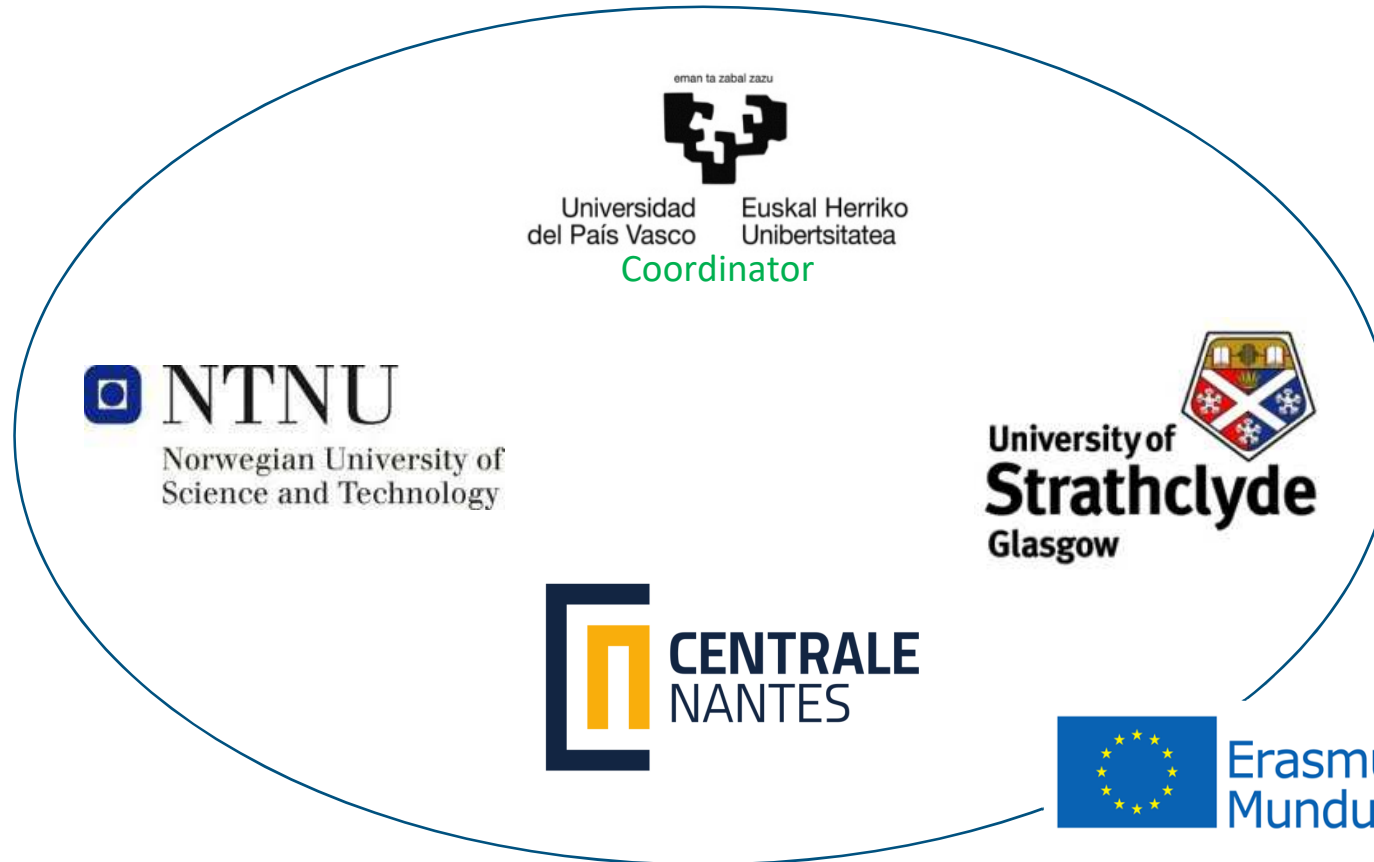 eman ta zabal zazu
Universidad
del País Vasco
Euskal Herriko
Unibertsitatea
Coordinator
NTNU
Norwegian University of
Science and Technology
University of
Strathclyde
Glasgow
CENTRALE
NANTES
Erasmu
Mundu